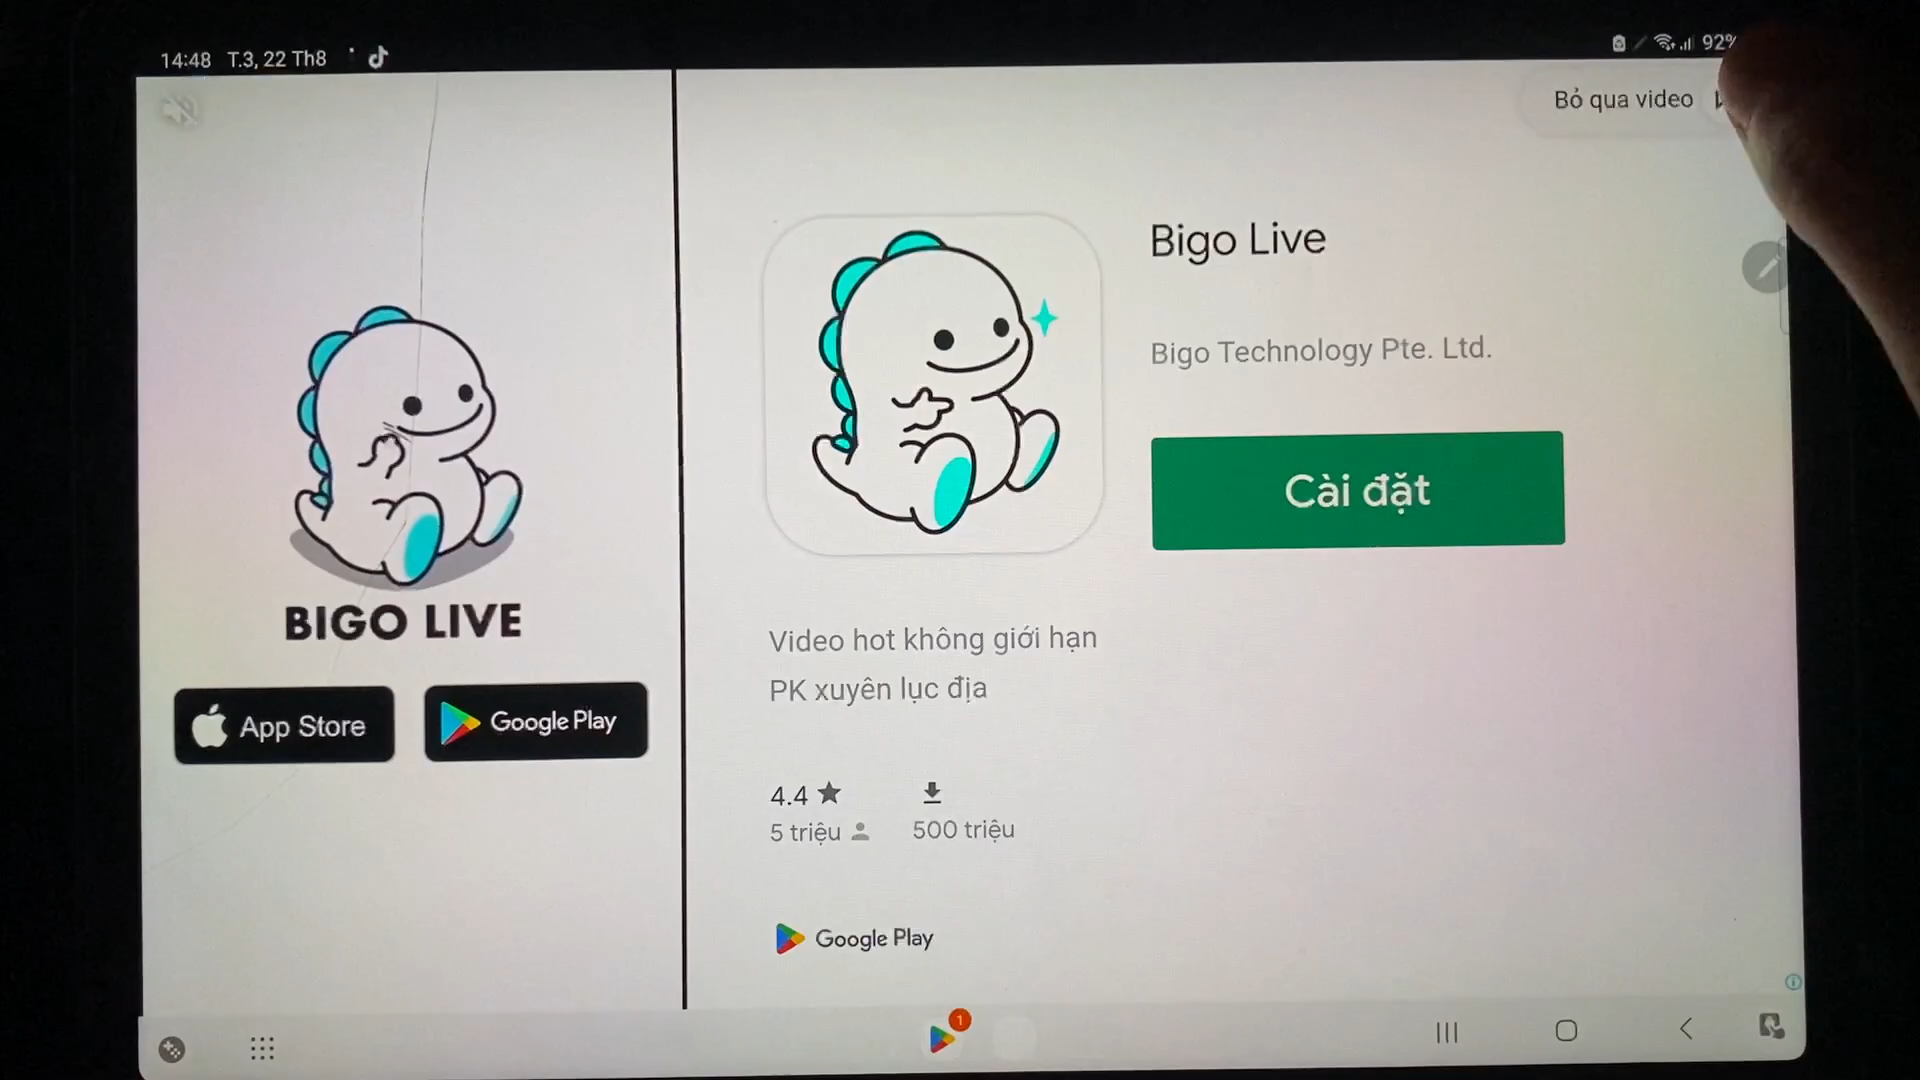 14:48 T.3, 22 Th8
92%
Bỏ qua video
Bigo Live
Bigo Technology Pte. Ltd.
Cài đặt
BIGO LIVE
App Store
Google Play
Video hot không giới hạn
PK xuyên lục địa
4.4
5 triệu
500 triệu
Google Play
1